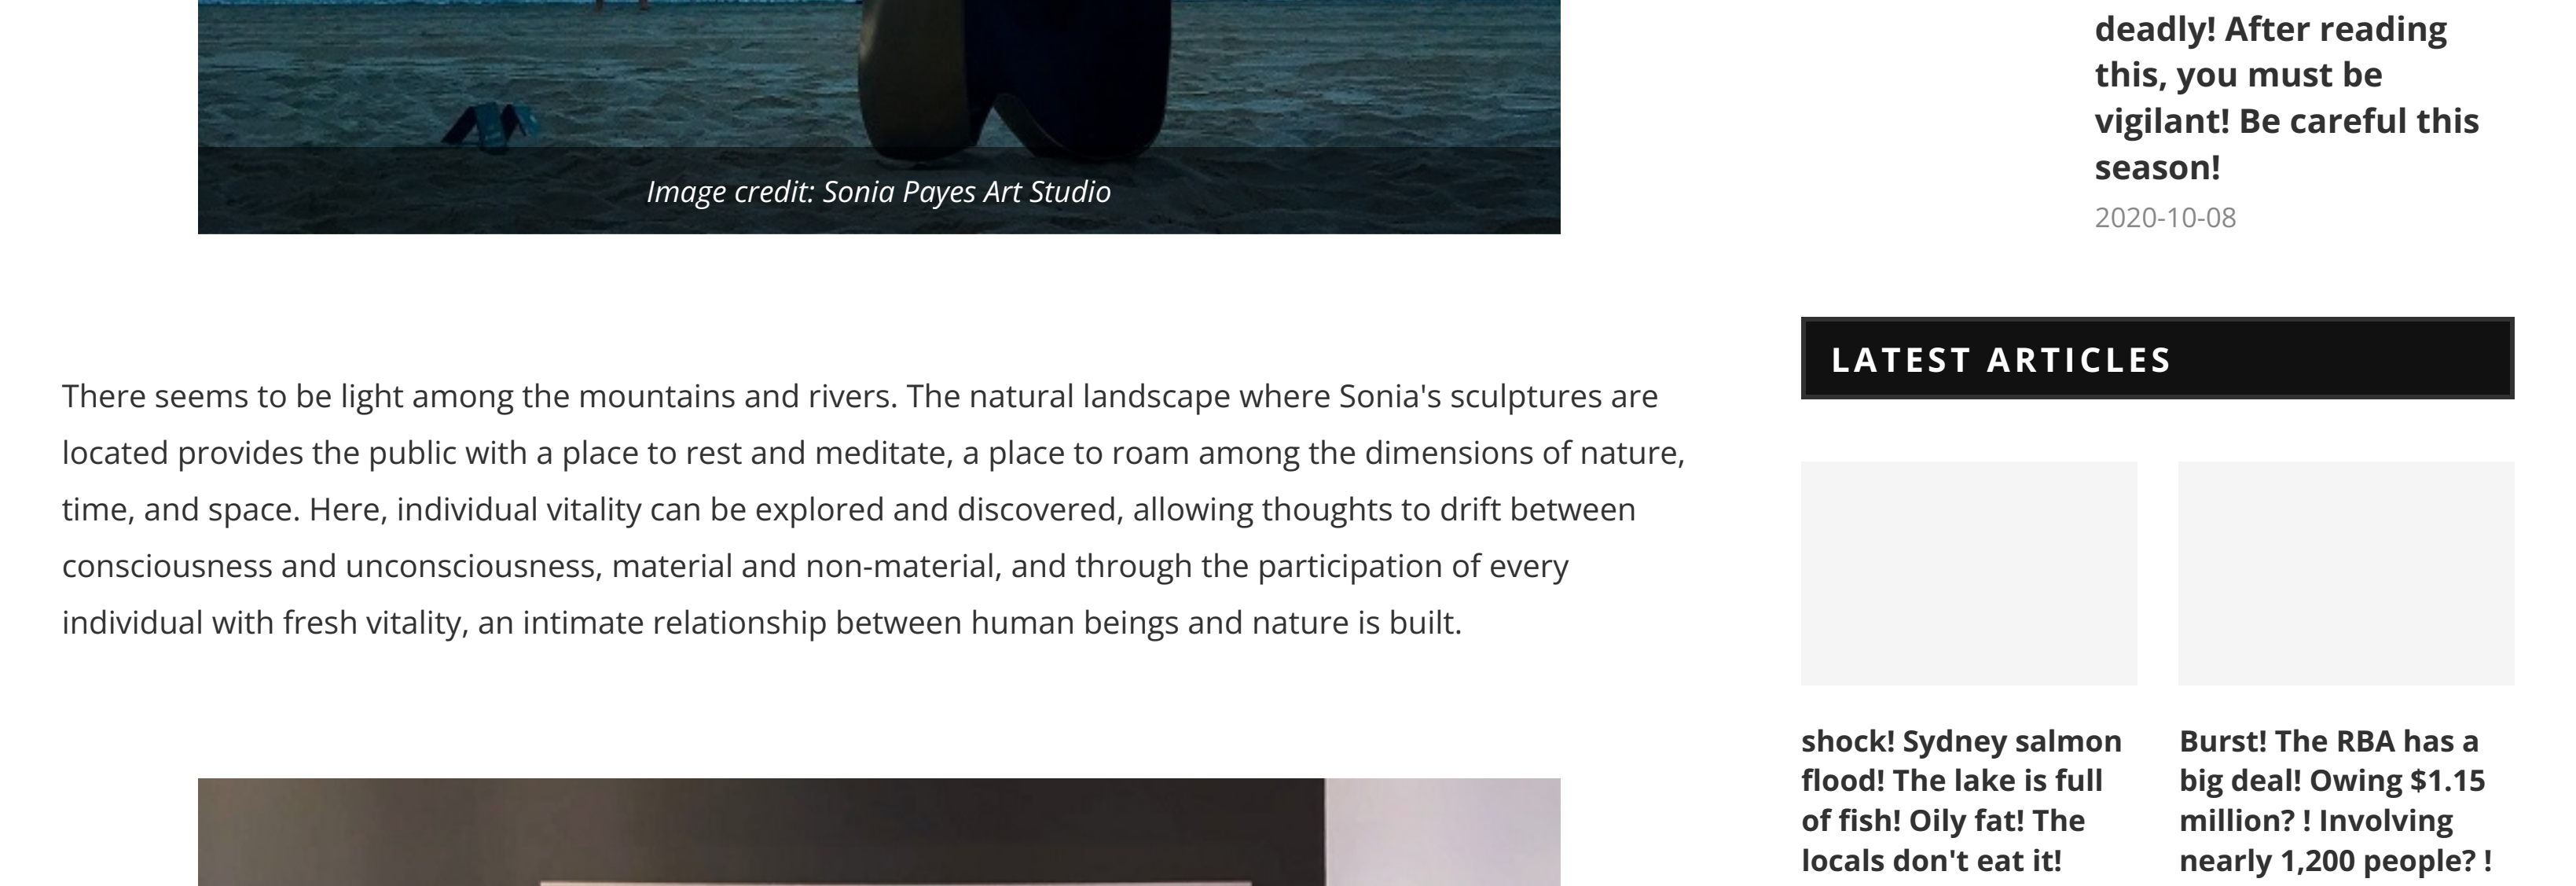 Image credit: Sonia Payes Art Studio
There seems to be light among the mountains and rivers. The natural landscape where Sonia's sculptures are
located provides the public with a place to rest and meditate, a place to roam among the dimensions of nature,
time, and space. Here, individual vitality can be explored and discovered, allowing thoughts to drift between
consciousness and unconsciousness, material and non-material, and through the participation of every
individual with fresh vitality, an intimate relationship between human beings and nature is built.
deadly! After reading
this, you must be
vigilant! Be careful this
season!
2020-10-08
LATEST ARTICLES
shock! Sydney salmon
flood! The lake is full
of fish! Oily fat! The
locals don't eat it!
Burst! The RBA has a
big deal! Owing $1.15
million? ! Involving
nearly 1,200 people? !